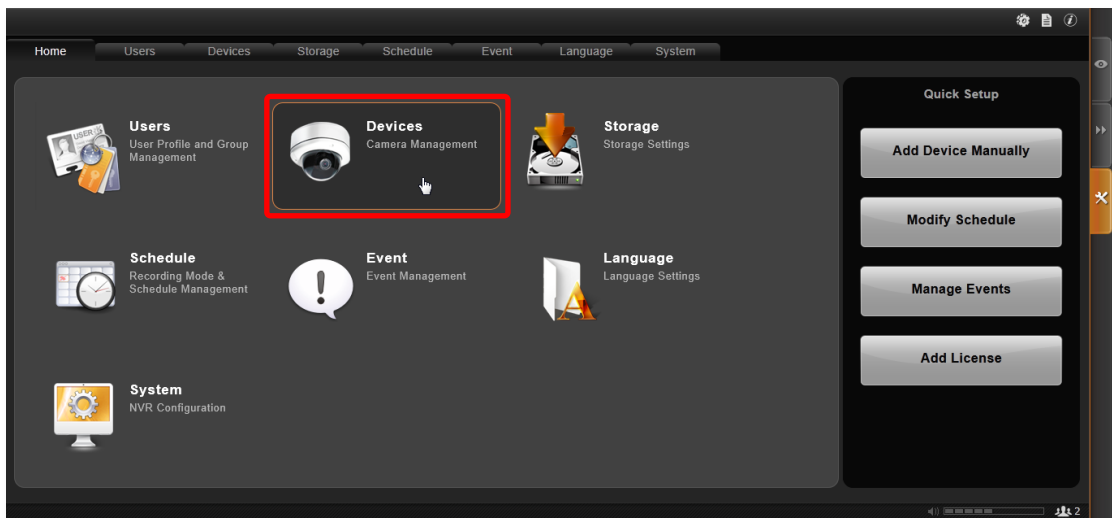 Home Users Devices Storage Schedule Event Language System
Users
User Profile and Group
Management
Devices
Camera Management
Storage
Storage Settings
Schedule
Recording Mode &
Schedule Management
Event
Event Management
Language
Language Settings
System
NVR Configuration
Quick Setup
Add Device Manually
Modify Schedule
Manage Events
Add License
USER
A
2